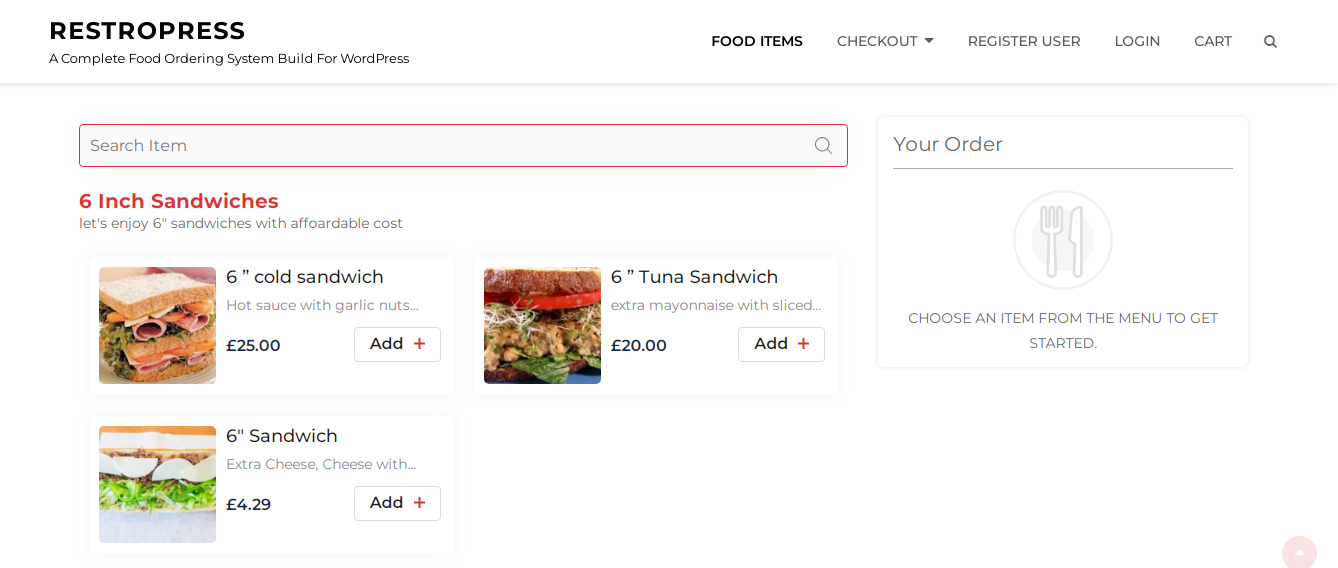 RESTROPRESS
A Complete Food Ordering System Build For WordPress
FOOD ITEMS
CHECKOUT
REGISTER USER
LOGIN
CART
Search Item
6 Inch Sandwiches
let's enjoy 6" sandwiches with affoardable cost
6 ” cold sandwich
Hot sauce with garlic nuts...
£25.00
Add +
6 ” Tuna Sandwich
extra mayonnaise with sliced...
£20.00
Add +
6" Sandwich
Extra Cheese, Cheese with...
£4.29
Add +
Your Order
CHOOSE AN ITEM FROM THE MENU TO GET
STARTED.